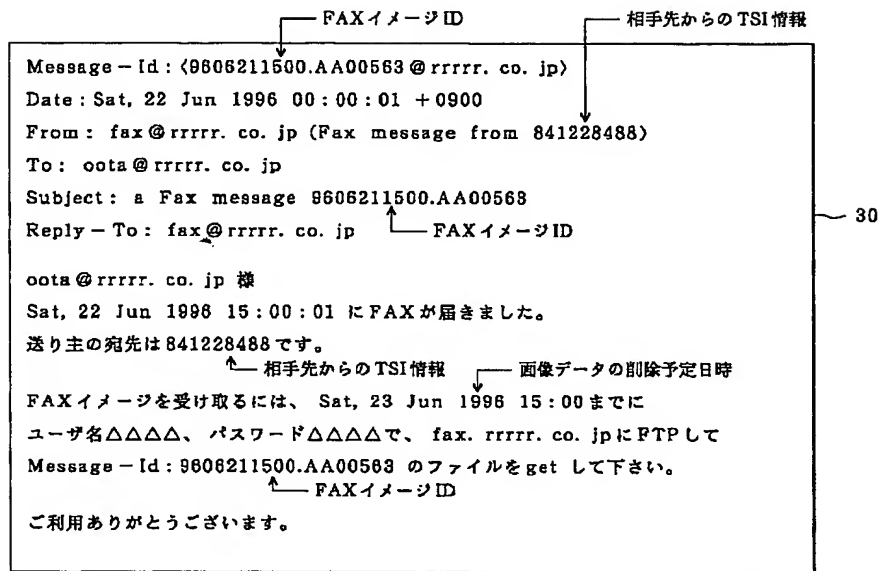 FAXイメージID
相手先からのTSI情報
Message-Id:〈9606211500.AA00563@rrrrr. co. jp〉
Date:Sat, 22 Jun 1996 00:00:01 +0900
From: fax@rrrrr. co. jp (Fax message from 841228488)
To: oota@rrrrr. co. jp
Subject: a Fax message 9606211500.AA00563
Reply-To: fax@rrrrr. co. jp
FAXイメージID
30
oota@rrrrr. co. jp 様
Sat, 22 Jun 1996 15:00:01 にFAXが届きました。
送り主の宛先は841228488です。
相手先からのTSI情報
画像データの削除予定日時
FAXイメージを受け取るには、 Sat, 23 Jun 1996 15:00までに
ユーザ名△△△△、 パスワード△△△△で、 fax. rrrrr. co. jpにFTPして
Message-Id:9606211500.AA00563 のファイルをget して下さい。
FAXイメージID
ご利用ありがとうございます。